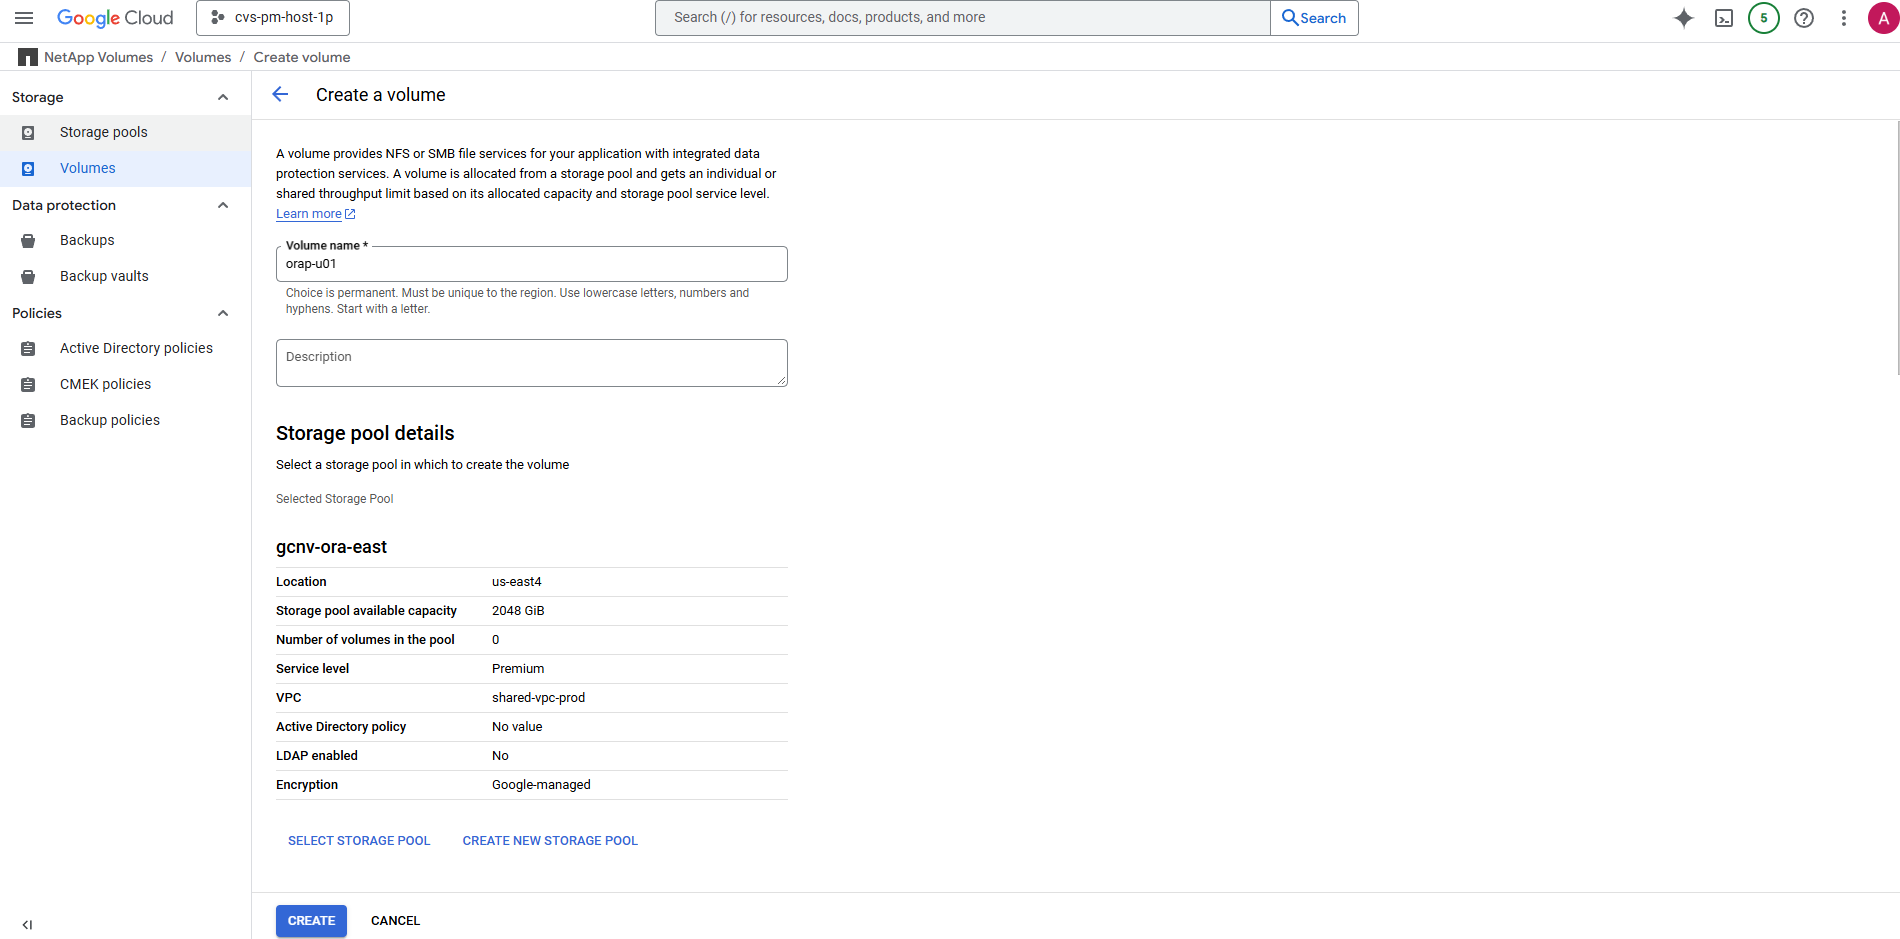 Google Cloud
cvs-pm-host-1p
Search (/) for resources, docs, products, and more
Search
5
A
NetApp Volumes / Volumes / Create volume
Storage
Storage pools
Volumes
Data protection
Backups
Backup vaults
Policies
Active Directory policies
CMEK policies
Backup policies
Create a volume
A volume provides NFS or SMB file services for your application with integrated data
protection services. A volume is allocated from a storage pool and gets an individual or
shared throughput limit based on its allocated capacity and storage pool service level.
Learn more
Volume name *
orap-u01
Choice is permanent. Must be unique to the region. Use lowercase letters, numbers and
hyphens. Start with a letter.
Description
Storage pool details
Select a storage pool in which to create the volume
Selected Storage Pool
gcnv-ora-east
Location us-east4
Storage pool available capacity 2048 GiB
Number of volumes in the pool 0
Service level Premium
VPC shared-vpc-prod
Active Directory policy No value
LDAP enabled No
Encryption Google-managed
SELECT STORAGE POOL CREATE NEW STORAGE POOL
CREATE CANCEL